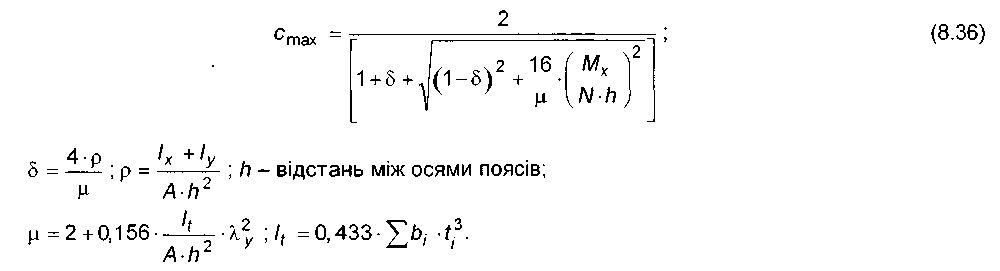 c_max = 2 / [1 + δ + √((1 − δ)² + 16/μ · (M_x / N·h)²)] ; (8.36)
δ = 4·ρ / μ ; ρ = (I_x + I_y) / (A·h²) ; h – відстань між осями поясів;
μ = 2 + 0,156 · I_t / (A·h²) · λ_y² ; I_t = 0,433 · ∑ b_i · t_i³.